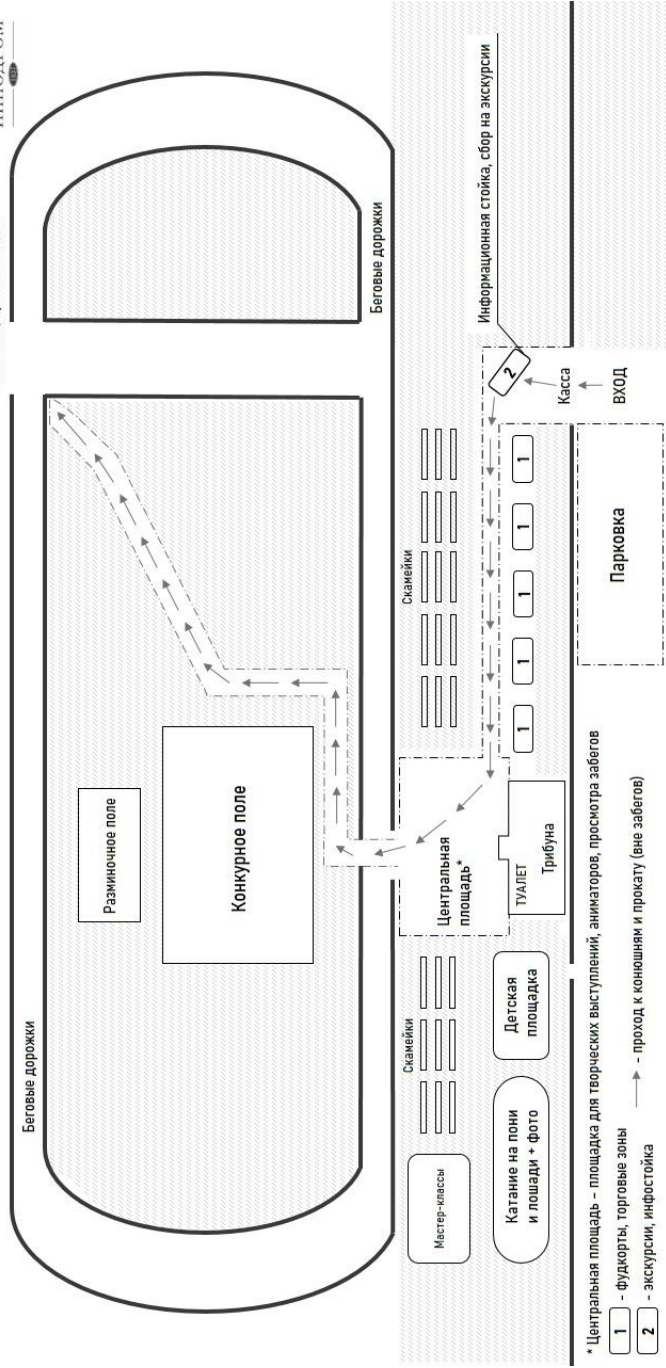 ИППОДРОМ
Беговые дорожки
Разминочное поле
Конкурное поле
Беговые дорожки
Скамейки
Скамейки
Информационная стойка, сбор на экскурсии
Мастер-классы
Центральная
площадь*
Катание на пони
и лошади + фото
Детская
площадка
ТУАЛЕТ
Трибуна
1
1
1
1
1
2
Касса
ВХОД
Парковка
* Центральная площадь – площадка для творческих выступлений, аниматоров, просмотра забегов
1 - фудкорты, торговые зоны
2 - экскурсии, инфостойка
- проход к конюшням и прокату (вне забегов)